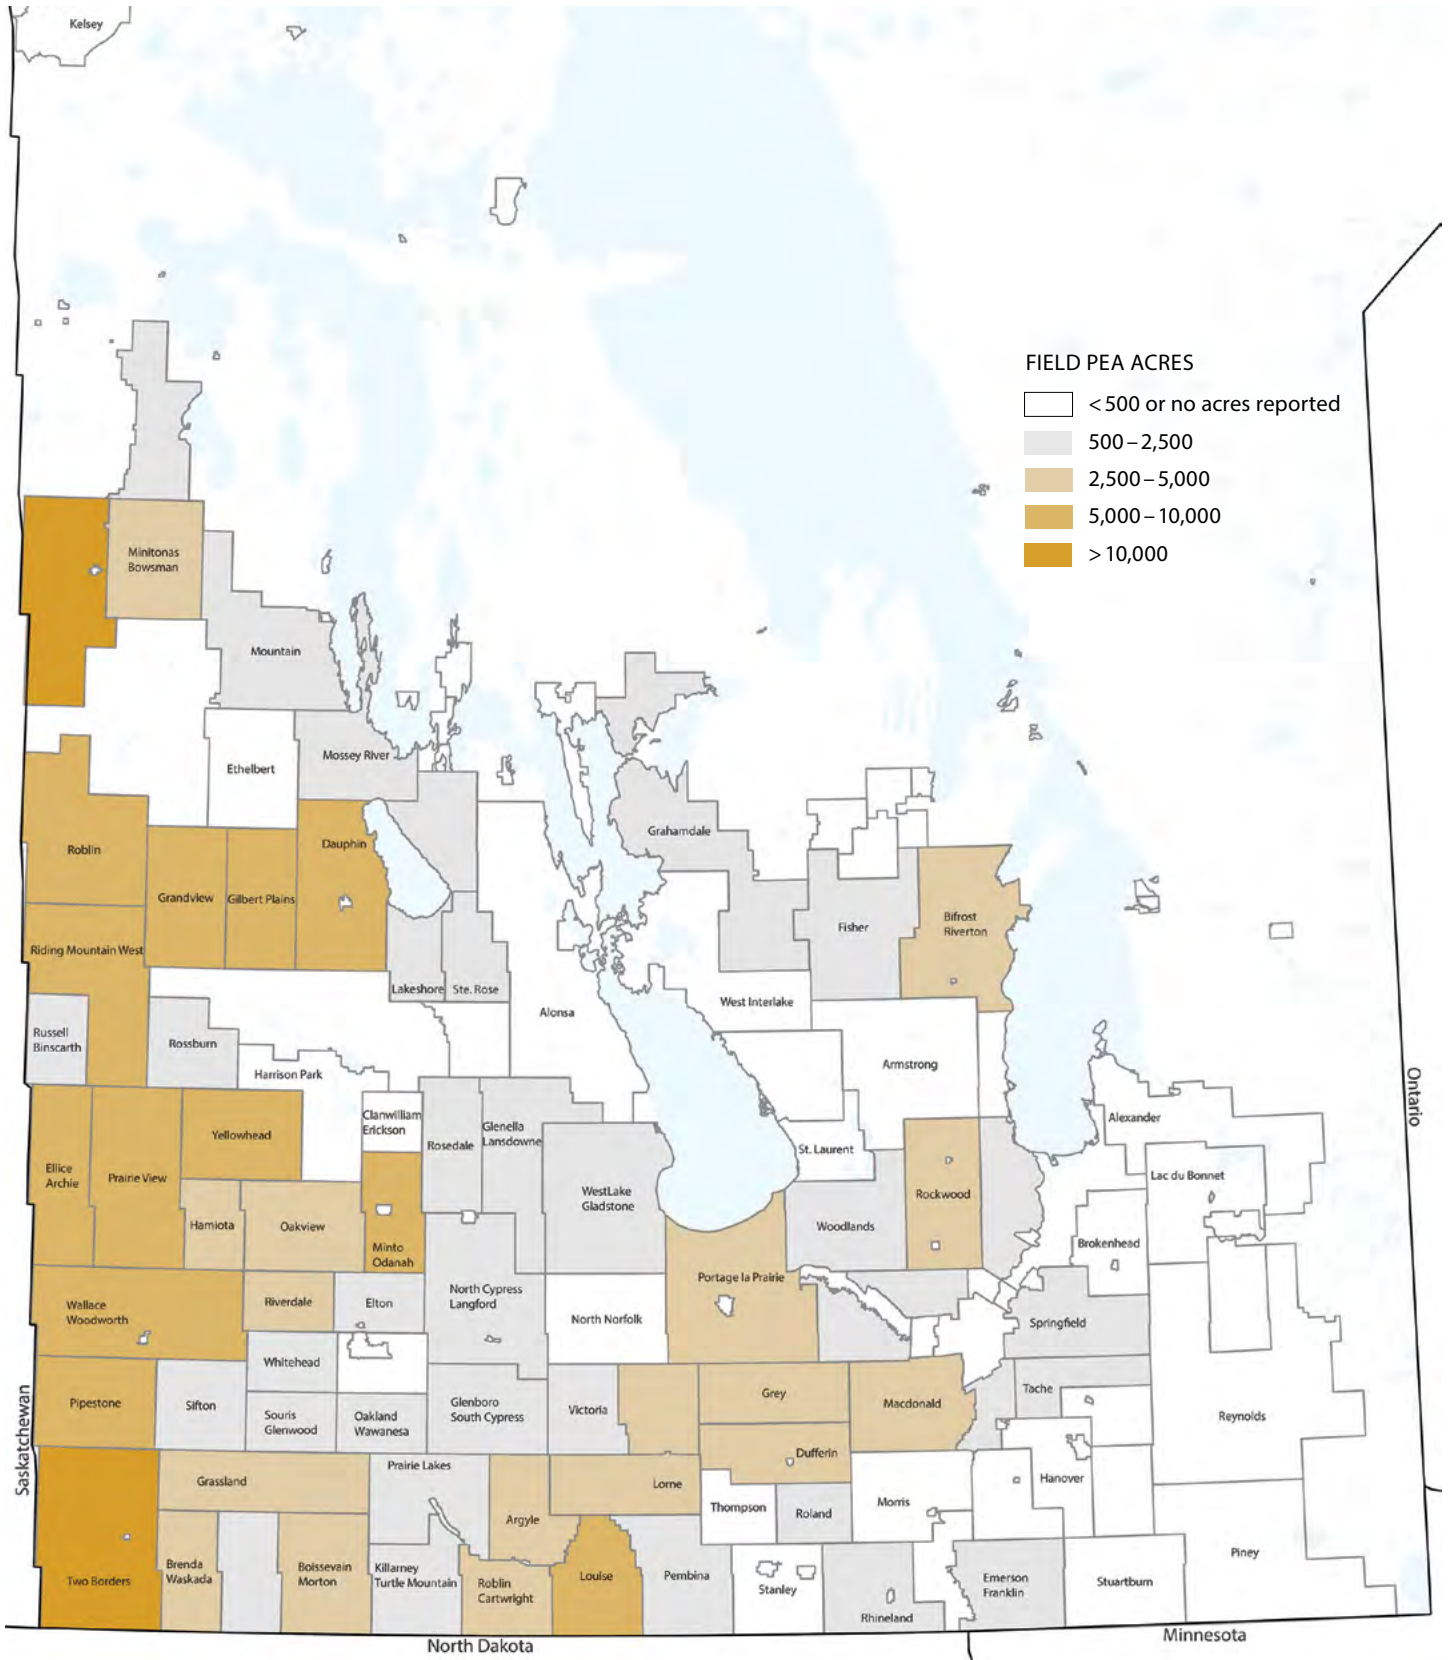 Kelsey
FIELD PEA ACRES
< 500 or no acres reported
500 – 2,500
2,500 – 5,000
5,000 – 10,000
> 10,000
Minitonas
Bowsman
Mountain
Mossey River
Ethelbert
Dauphin
Grahamdale
Roblin
Grandview
Gilbert Plains
Fisher
Bifrost
Riverton
Riding Mountain West
Lakeshore
Ste. Rose
West Interlake
Alonsa
Russell
Binscarth
Rossburn
Harrison Park
Armstrong
Ontario
Clanwilliam
Erickson
Rosedale
Glenella
Lansdowne
Alexander
Yellowhead
St. Laurent
Ellice
Archie
Prairie View
Lac du Bonnet
WestLake
Gladstone
Rockwood
Hamiota
Oakview
Woodlands
Minto
Odanah
Brokenhead
Portage la Prairie
North Cypress
Langford
Wallace
Woodworth
Riverdale
Elton
North Norfolk
Springfield
Whitehead
Saskatchewan
Pipestone
Sifton
Souris
Glenwood
Oakland
Wawanesa
Glenboro
South Cypress
Victoria
Grey
Macdonald
Tache
Reynolds
Grassland
Prairie Lakes
Dufferin
Lorne
Hanover
Thompson
Morris
Roland
Argyle
Two Borders
Brenda
Waskada
Boissevain
Morton
Killarney
Turtle Mountain
Roblin
Cartwright
Louise
Pembina
Stanley
Rhineland
Emerson
Franklin
Stuartburn
Piney
North Dakota
Minnesota